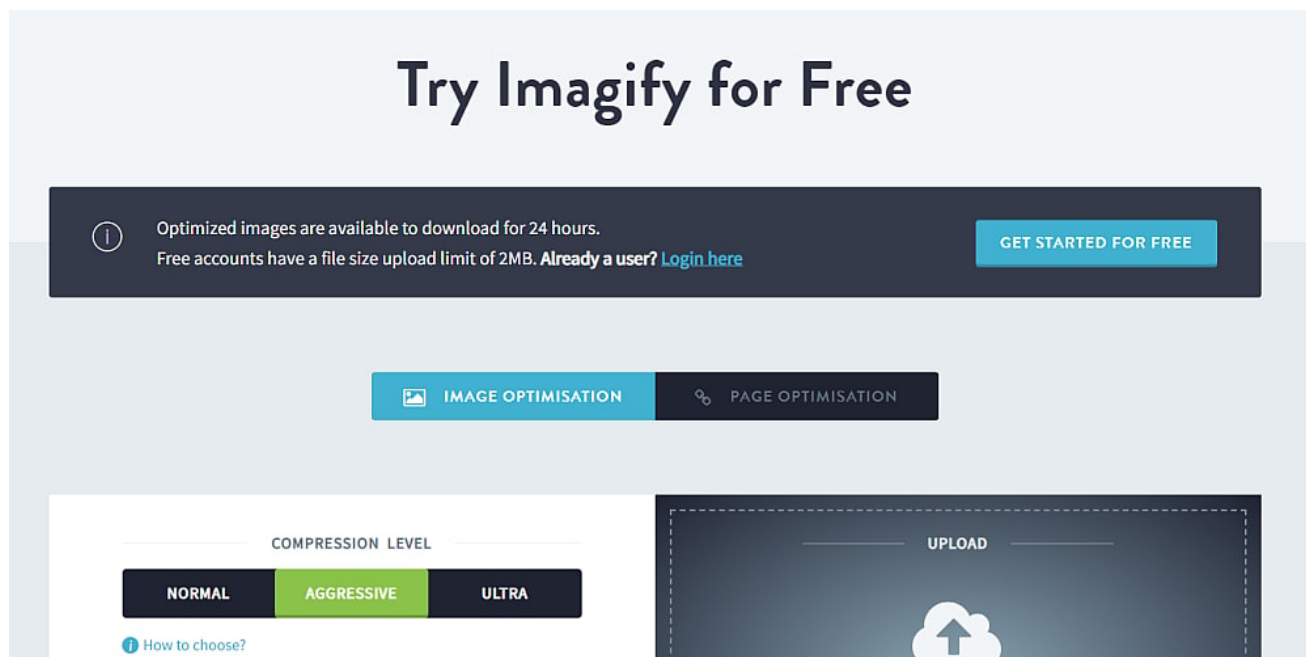 Try Imagify for Free
Optimized images are available to download for 24 hours.
Free accounts have a file size upload limit of 2MB. Already a user? Login here
GET STARTED FOR FREE
IMAGE OPTIMISATION
PAGE OPTIMISATION
COMPRESSION LEVEL
NORMAL
AGGRESSIVE
ULTRA
How to choose?
UPLOAD